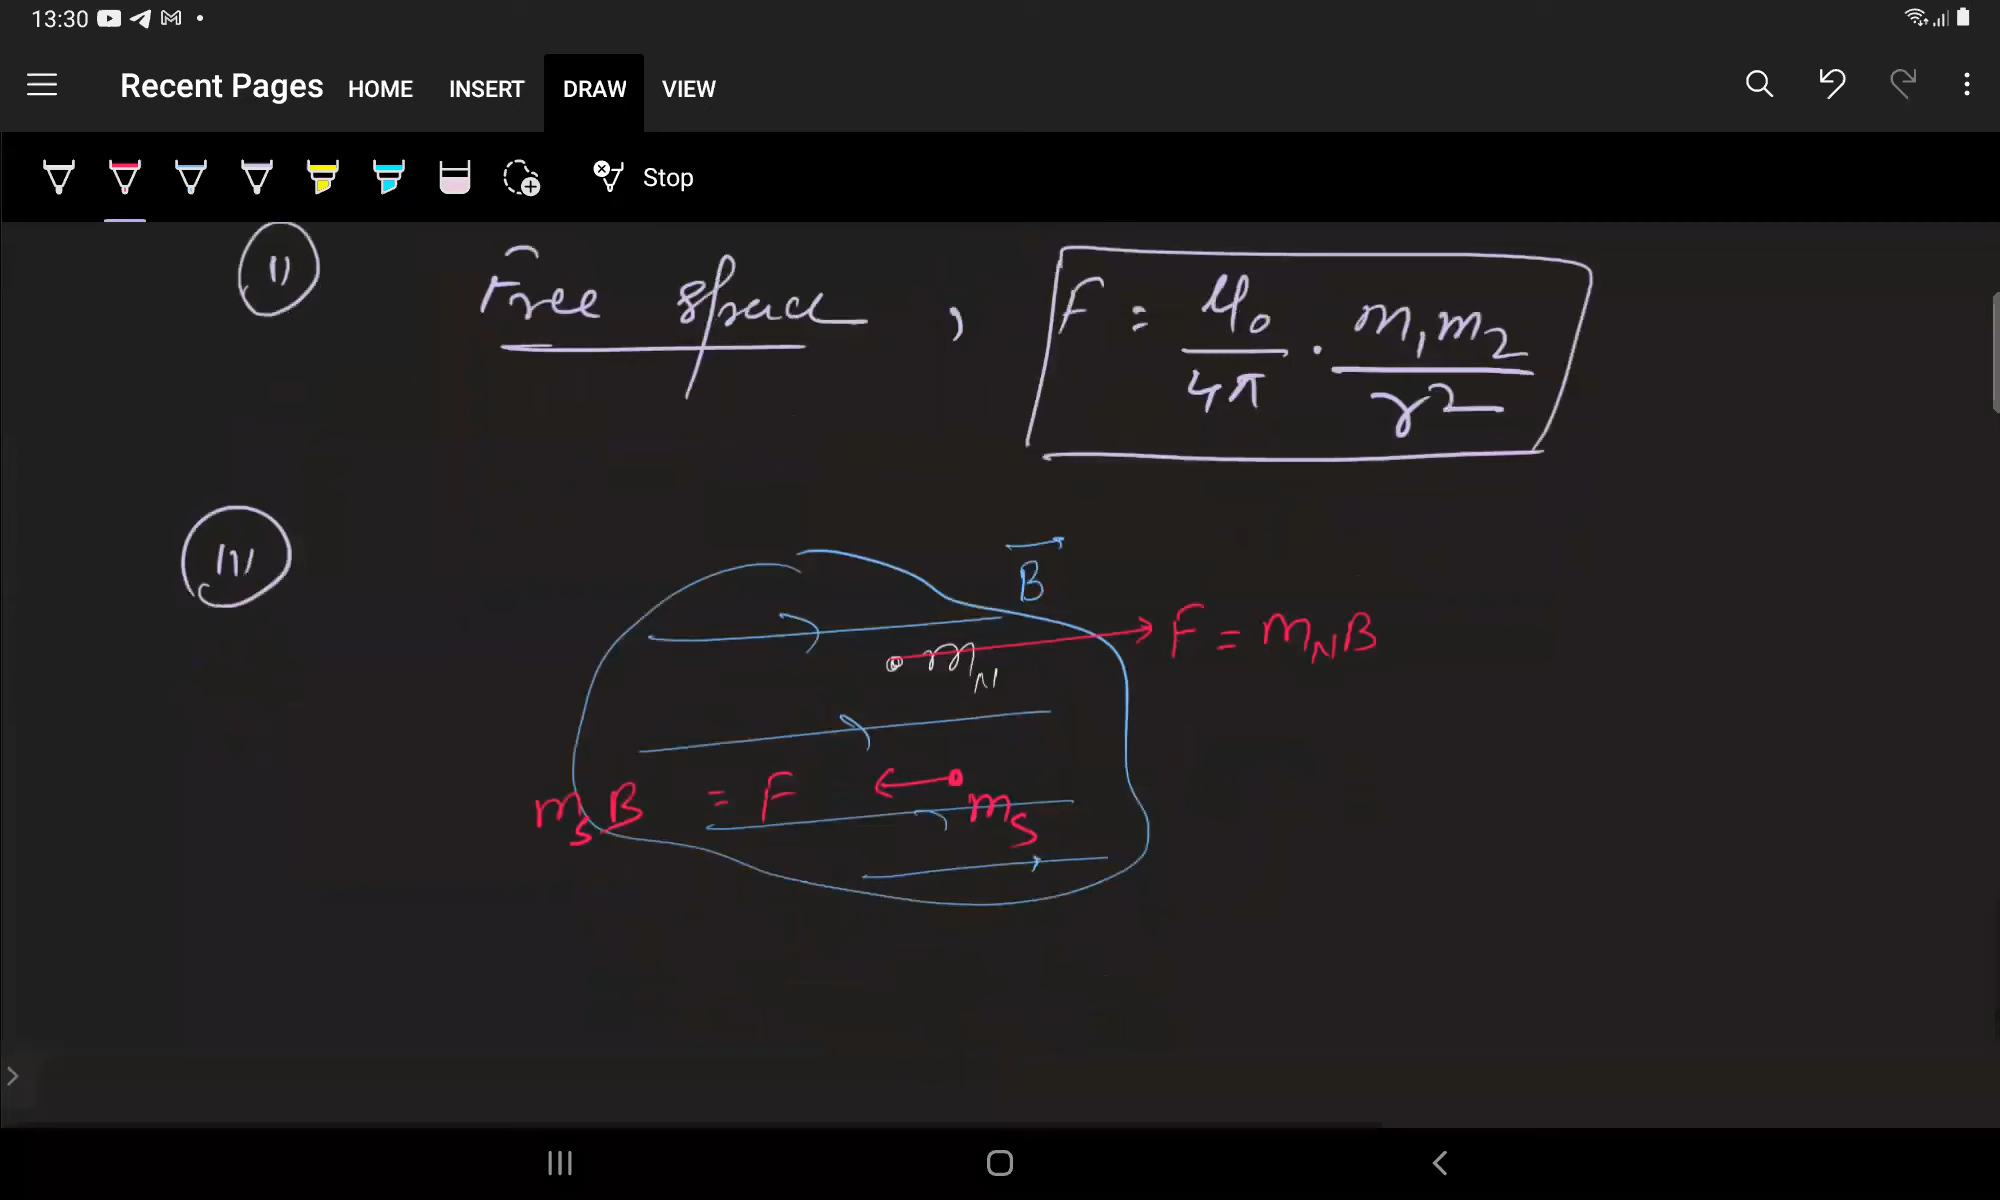 13:30
Recent Pages HOME INSERT DRAW VIEW
Stop
II Free space, F = μ₀/4π · m₁m₂/r²
III
B⃗
F = m_N B
m_N
m_S B = F
m_S